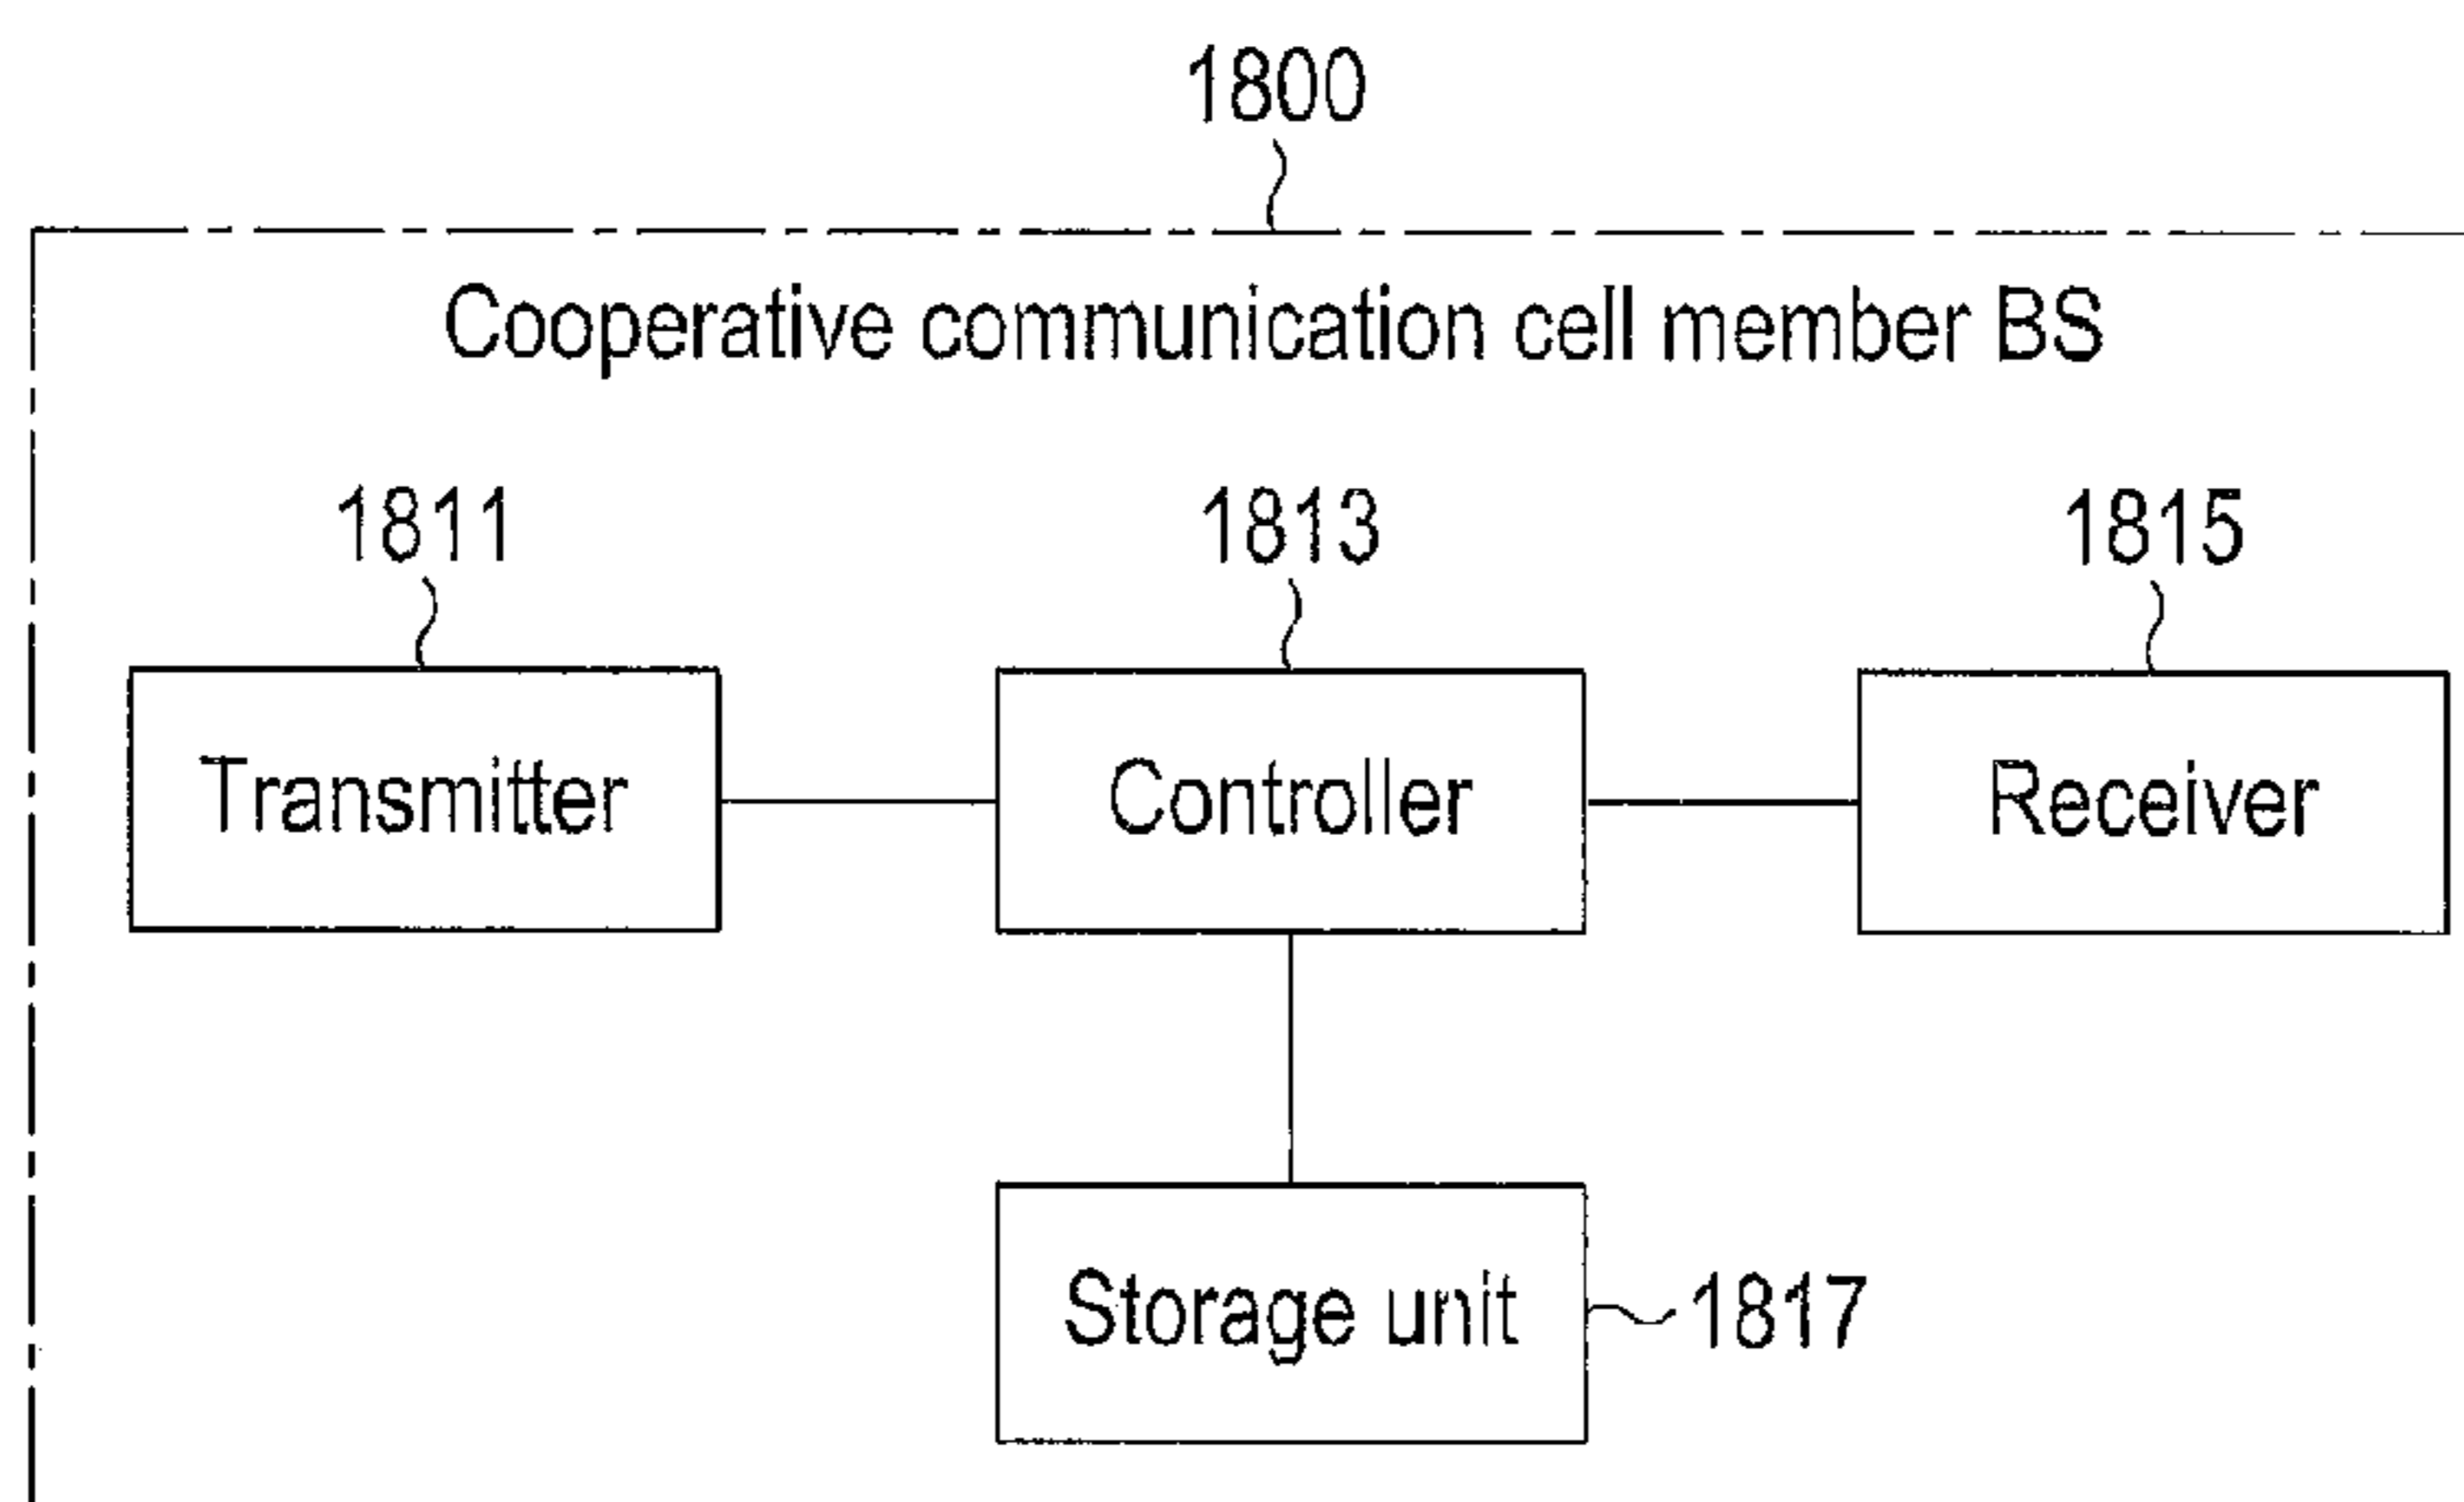 1800
Cooperative communication cell member BS
1811 1813 1815
Transmitter Controller Receiver
Storage unit 1817